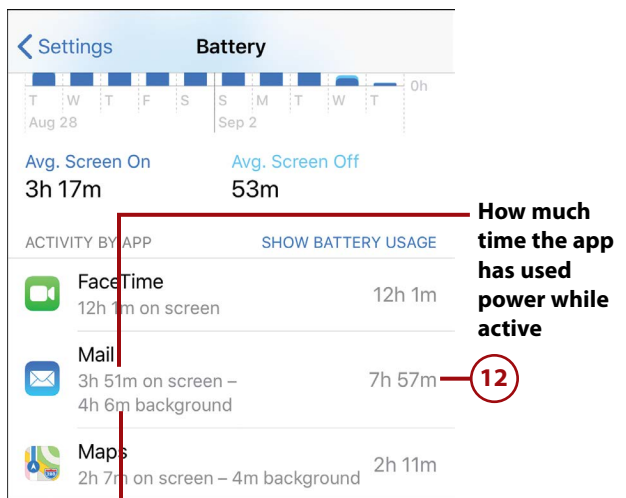 Settings
Battery
0h
T W T F S S M T W T
Aug 28 Sep 2
Avg. Screen On Avg. Screen Off
3h 17m 53m
ACTIVITY BY APP SHOW BATTERY USAGE
FaceTime
12h 1m on screen
12h 1m
Mail
3h 51m on screen –
4h 6m background
7h 57m
12
Maps
2h 7m on screen – 4m background
2h 11m
How much
time the app
has used
power while
active